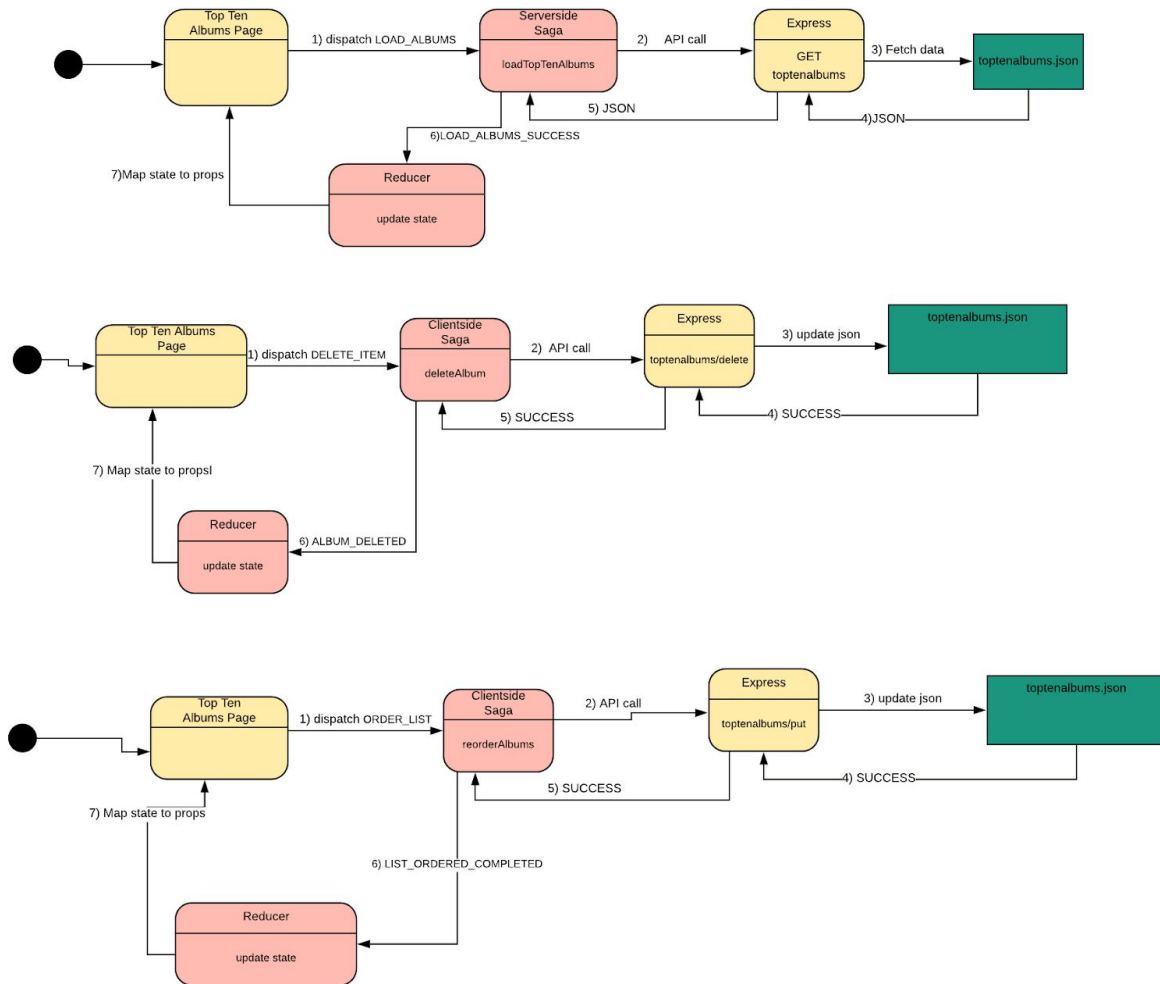 Top Ten
Albums Page
1) dispatch LOAD_ALBUMS
Serverside
Saga
loadTopTenAlbums
2) API call
Express
GET
toptenalbums
3) Fetch data
toptenalbums.json
4)JSON
5) JSON
6)LOAD_ALBUMS_SUCCESS
Reducer
update state
7)Map state to props
Top Ten Albums
Page
1) dispatch DELETE_ITEM
Clientside
Saga
deleteAlbum
2) API call
Express
toptenalbums/delete
3) update json
toptenalbums.json
4) SUCCESS
5) SUCCESS
6) ALBUM_DELETED
Reducer
update state
7) Map state to propsl
Top Ten
Albums Page
1) dispatch ORDER_LIST
Clientside
Saga
reorderAlbums
2) API call
Express
toptenalbums/put
3) update json
toptenalbums.json
4) SUCCESS
5) SUCCESS
6) LIST_ORDERED_COMPLETED
Reducer
update state
7) Map state to props